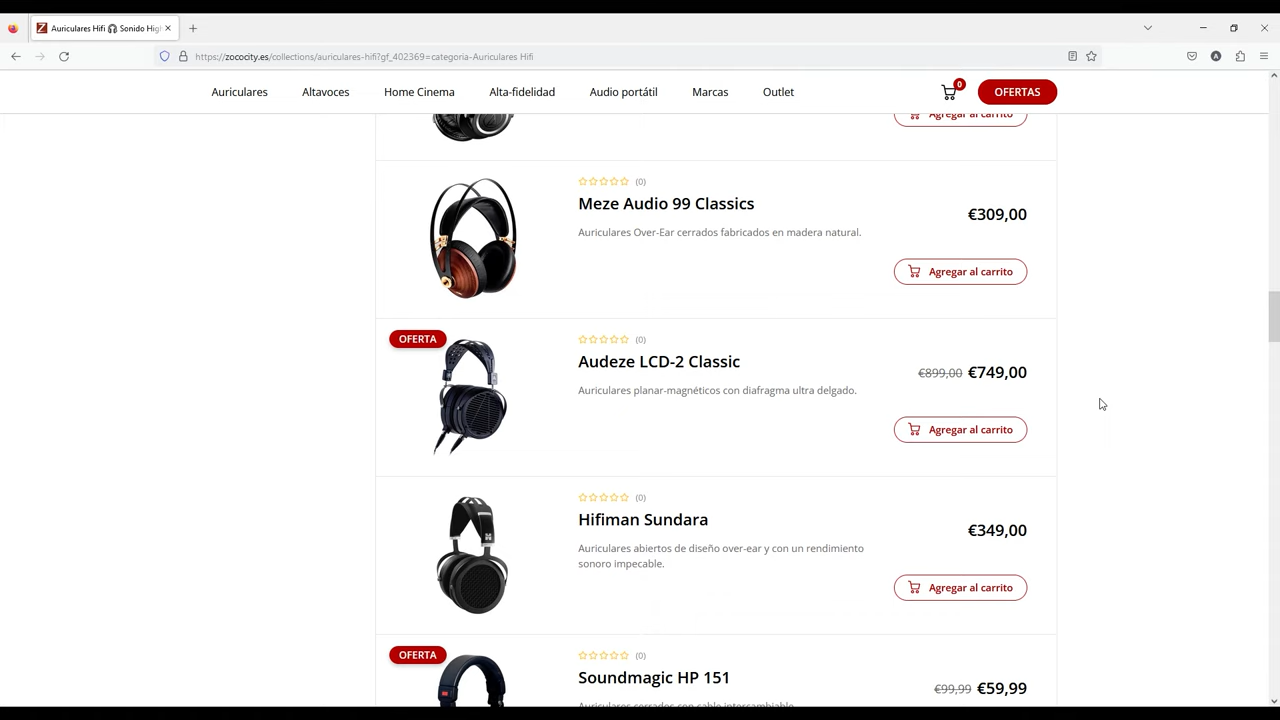 Auriculares Hifi 🎧 Sonido Hig
https://zococity.es/collections/auriculares-hifi?gf_402369=categoria-Auriculares Hifi
Auriculares
Altavoces
Home Cinema
Alta-fidelidad
Audio portátil
Marcas
Outlet
0
OFERTAS
Agregar al carrito
(0)
Meze Audio 99 Classics
€309,00
Auriculares Over-Ear cerrados fabricados en madera natural.
Agregar al carrito
OFERTA
(0)
Audeze LCD-2 Classic
€899,00 €749,00
Auriculares planar-magnéticos con diafragma ultra delgado.
Agregar al carrito
(0)
Hifiman Sundara
€349,00
Auriculares abiertos de diseño over-ear y con un rendimiento
sonoro impecable.
Agregar al carrito
OFERTA
(0)
Soundmagic HP 151
€99,99 €59,99
Auriculares cerrados con cable intercambiable.